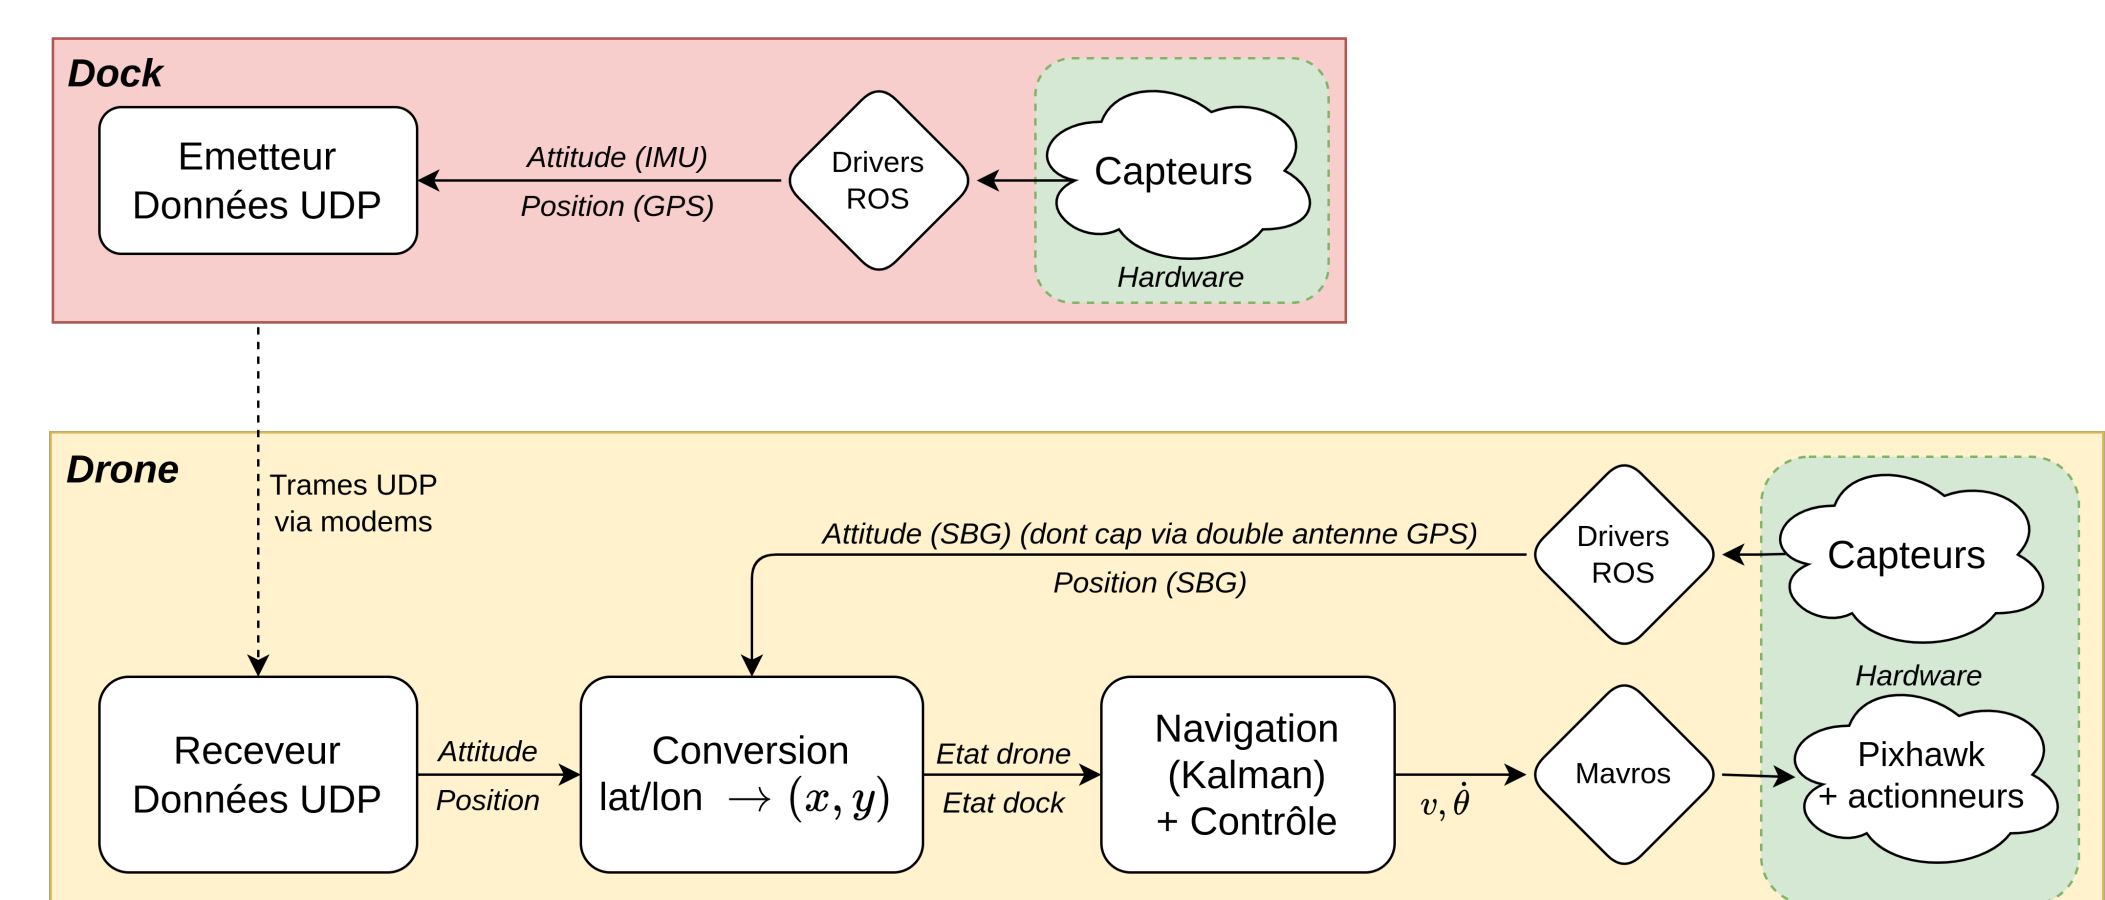 Dock
Emetteur
Données UDP
Attitude (IMU)
Position (GPS)
Drivers
ROS
Capteurs
Hardware
Drone
Trames UDP
via modems
Attitude (SBG) (dont cap via double antenne GPS)
Position (SBG)
Drivers
ROS
Capteurs
Hardware
Receveur
Données UDP
Attitude
Position
Conversion
lat/lon → (x, y)
Etat drone
Etat dock
Navigation
(Kalman)
+ Contrôle
v, θ̇
Mavros
Pixhawk
+ actionneurs